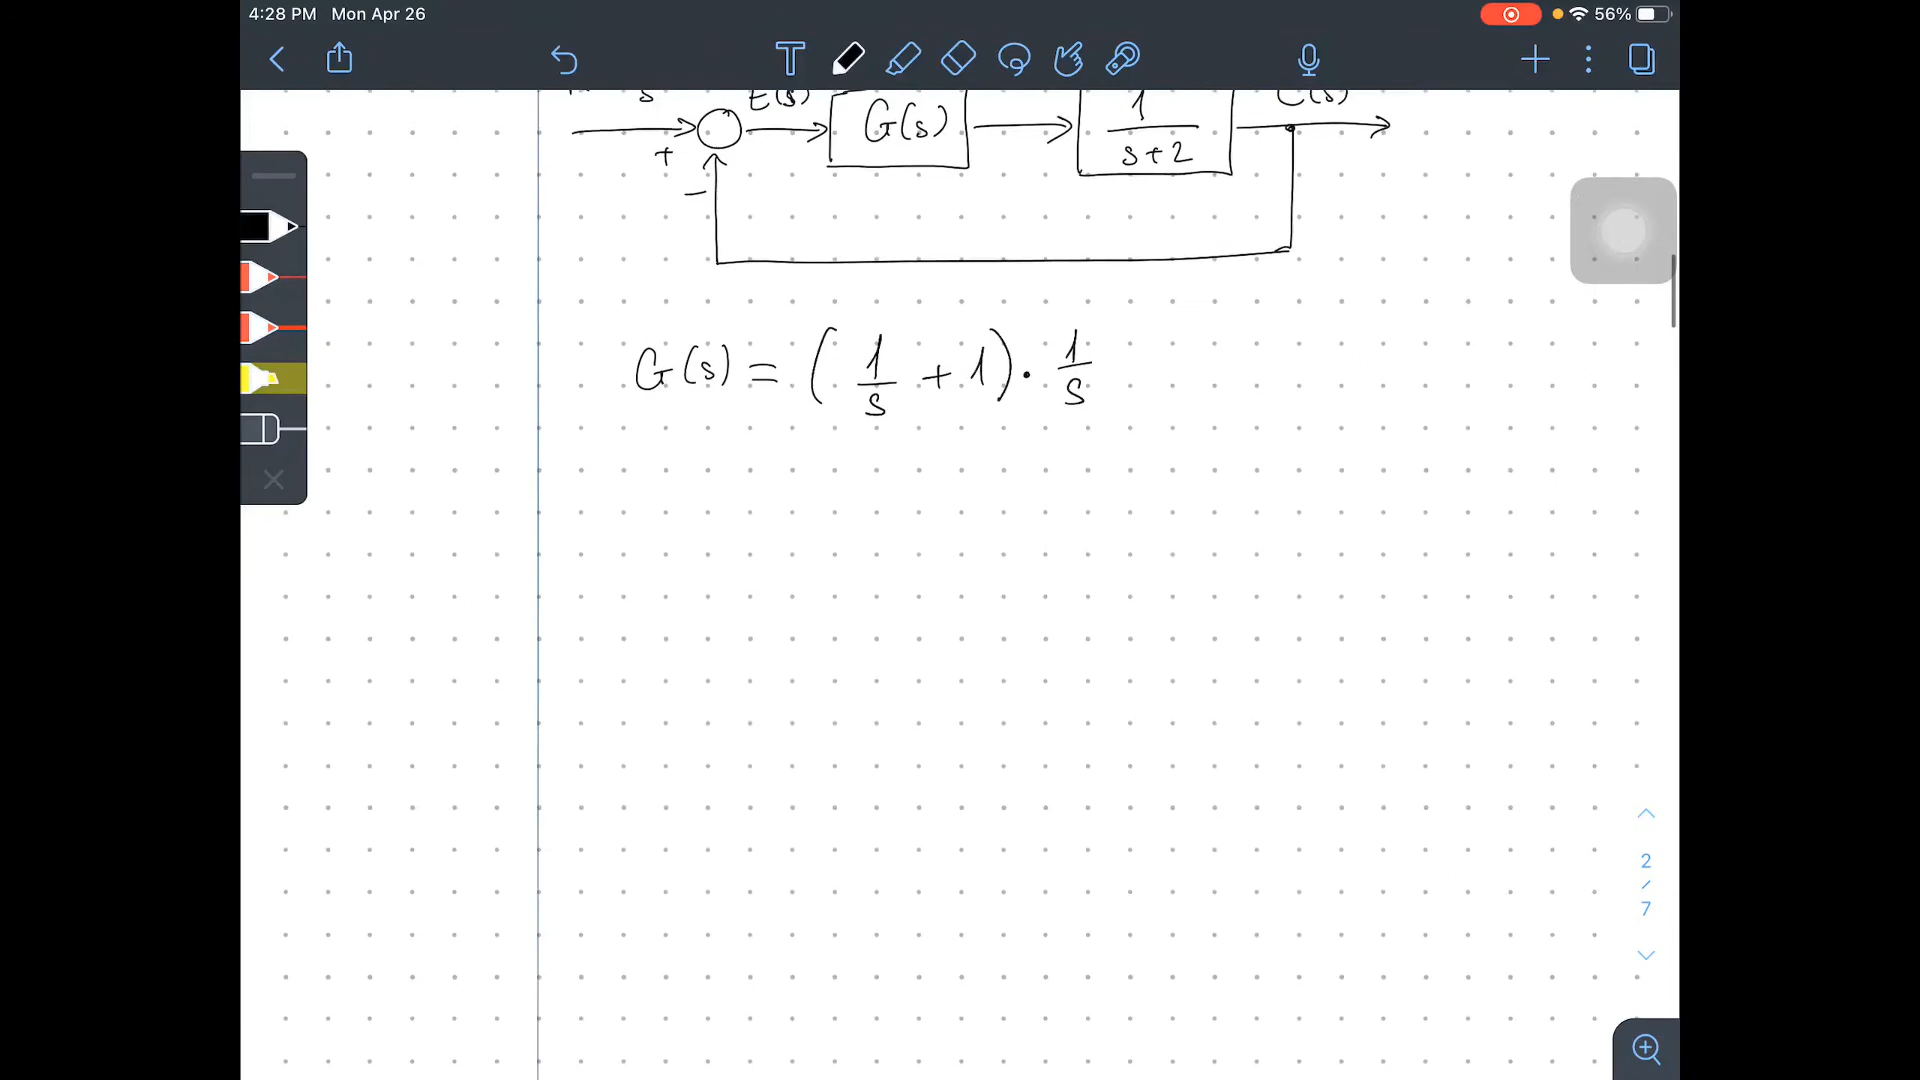 4:28 PM Mon Apr 26
56%
E(s) C(s)
G(s) 1/(s+2)
+
−
G(s) = (1/s + 1) · 1/s
2
/
7